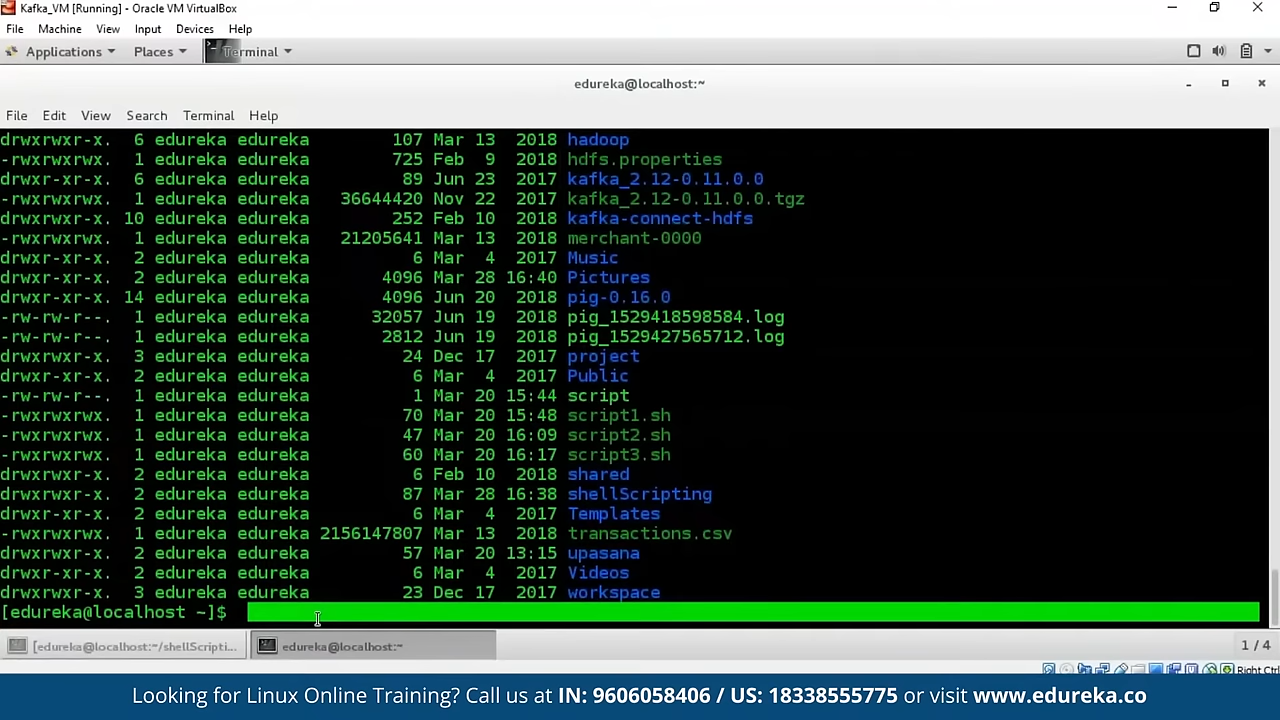 Kafka_VM [Running] - Oracle VM VirtualBox
File Machine View Input Devices Help
Applications Places Terminal
edureka@localhost:~
File Edit View Search Terminal Help
drwxrwxr-x. 6 edureka edureka 107 Mar 13 2018 hadoop
-rwxrwxrwx. 1 edureka edureka 725 Feb 9 2018 hdfs.properties
drwxr-xr-x. 6 edureka edureka 89 Jun 23 2017 kafka_2.12-0.11.0.0
-rwxrwxrwx. 1 edureka edureka 36644420 Nov 22 2017 kafka_2.12-0.11.0.0.tgz
drwxrwxr-x. 10 edureka edureka 252 Feb 10 2018 kafka-connect-hdfs
-rwxrwxrwx. 1 edureka edureka 21205641 Mar 13 2018 merchant-0000
drwxr-xr-x. 2 edureka edureka 6 Mar 4 2017 Music
drwxr-xr-x. 2 edureka edureka 4096 Mar 28 16:40 Pictures
drwxr-xr-x. 14 edureka edureka 4096 Jun 20 2018 pig-0.16.0
-rw-rw-r--. 1 edureka edureka 32057 Jun 19 2018 pig_1529418598584.log
-rw-rw-r--. 1 edureka edureka 2812 Jun 19 2018 pig_1529427565712.log
drwxrwxr-x. 3 edureka edureka 24 Dec 17 2017 project
drwxr-xr-x. 2 edureka edureka 6 Mar 4 2017 Public
-rw-rw-r--. 1 edureka edureka 1 Mar 20 15:44 script
-rwxrwxrwx. 1 edureka edureka 70 Mar 20 15:48 script1.sh
-rwxrwxrwx. 1 edureka edureka 47 Mar 20 16:09 script2.sh
-rwxrwxrwx. 1 edureka edureka 60 Mar 20 16:17 script3.sh
drwxrwxr-x. 2 edureka edureka 6 Feb 10 2018 shared
drwxrwxr-x. 2 edureka edureka 87 Mar 28 16:38 shellScripting
drwxr-xr-x. 2 edureka edureka 6 Mar 4 2017 Templates
-rwxrwxrwx. 1 edureka edureka 2156147807 Mar 13 2018 transactions.csv
drwxrwxr-x. 2 edureka edureka 57 Mar 20 13:15 upasana
drwxr-xr-x. 2 edureka edureka 6 Mar 4 2017 Videos
drwxrwxr-x. 3 edureka edureka 23 Dec 17 2017 workspace
[edureka@localhost ~]$
[edureka@localhost:~/shellScripti... edureka@localhost:~ 1 / 4
Right Ctrl
Looking for Linux Online Training? Call us at IN: 9606058406 / US: 18338555775 or visit www.edureka.co